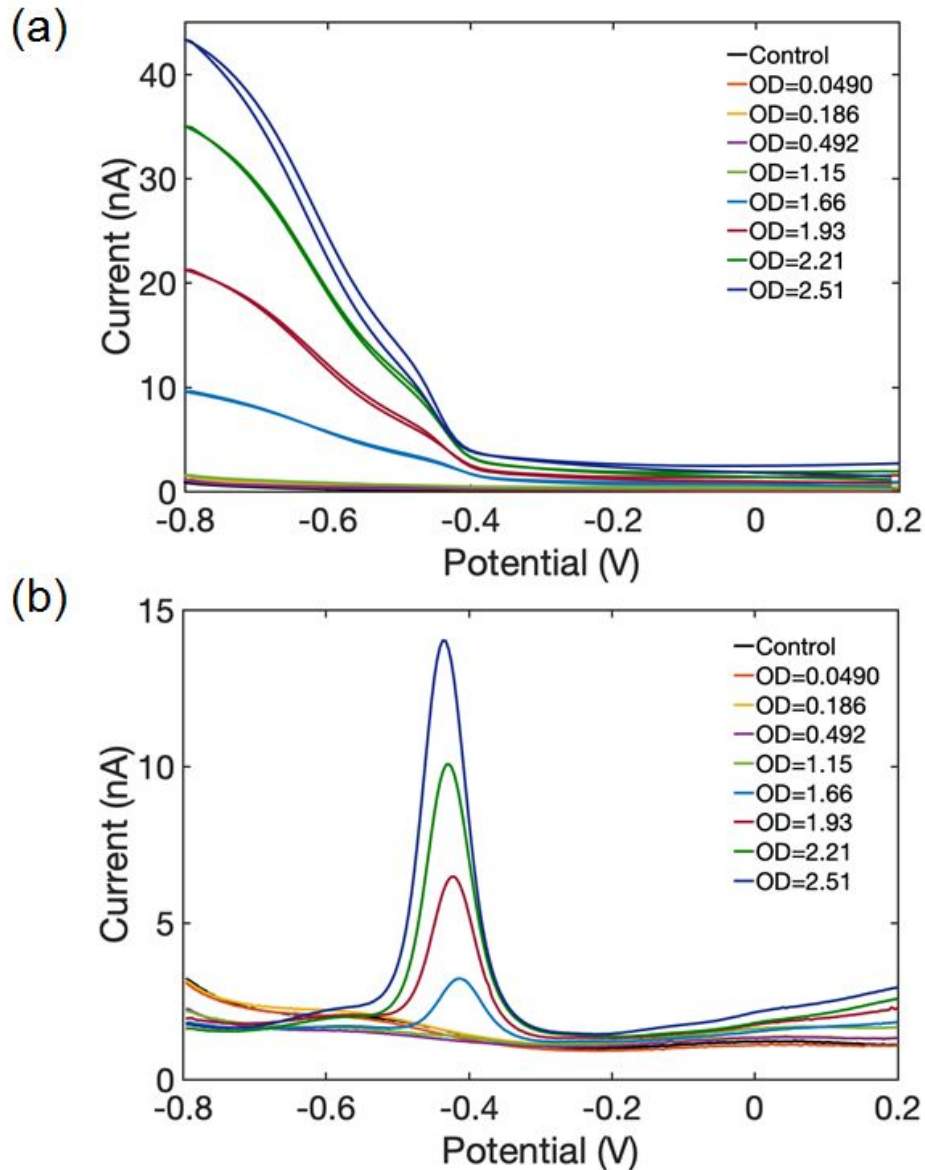 (a)
40
30
20
10
0
Current (nA)
Control
OD=0.0490
OD=0.186
OD=0.492
OD=1.15
OD=1.66
OD=1.93
OD=2.21
OD=2.51
-0.8 -0.6 -0.4 -0.2 0 0.2
Potential (V)
(b)
15
10
5
0
Current (nA)
Control
OD=0.0490
OD=0.186
OD=0.492
OD=1.15
OD=1.66
OD=1.93
OD=2.21
OD=2.51
-0.8 -0.6 -0.4 -0.2 0 0.2
Potential (V)